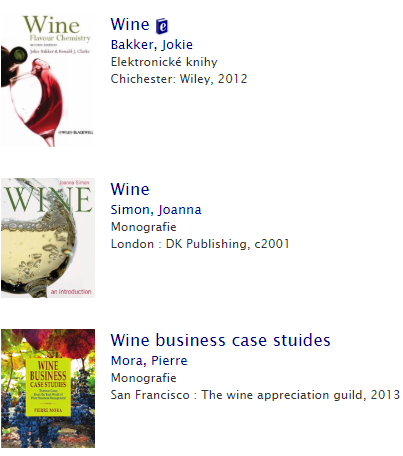 Wine
Flavour Chemistry
SECOND EDITION
Jokie Bakker & Ronald J. Clarke
WILEY-BLACKWELL
Wine e
Bakker, Jokie
Elektronické knihy
Chichester: Wiley, 2012
Joanna Simon
WINE
an introduction
Wine
Simon, Joanna
Monografie
London : DK Publishing, c2001
WINE
BUSINESS
CASE STUDIES
PIERRE MORA
Wine business case stuides
Mora, Pierre
Monografie
San Francisco : The wine appreciation guild, 2013